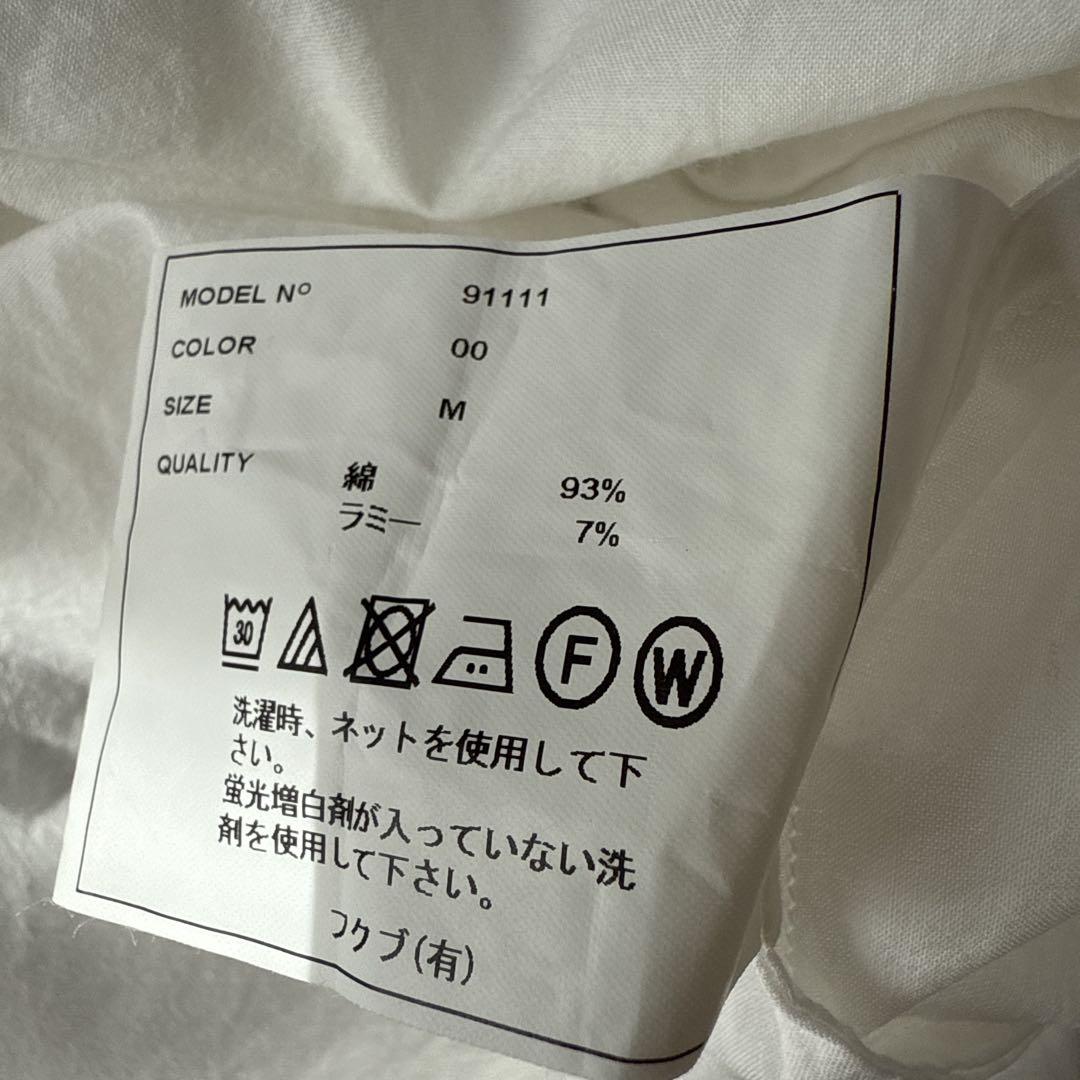 MODEL Nº 91111
COLOR 00
SIZE M
QUALITY
綿 93%
ラミー 7%
30 F W
洗濯時、ネットを使用して下
さい。
蛍光増白剤が入っていない洗
剤を使用して下さい。
フクブ(有)